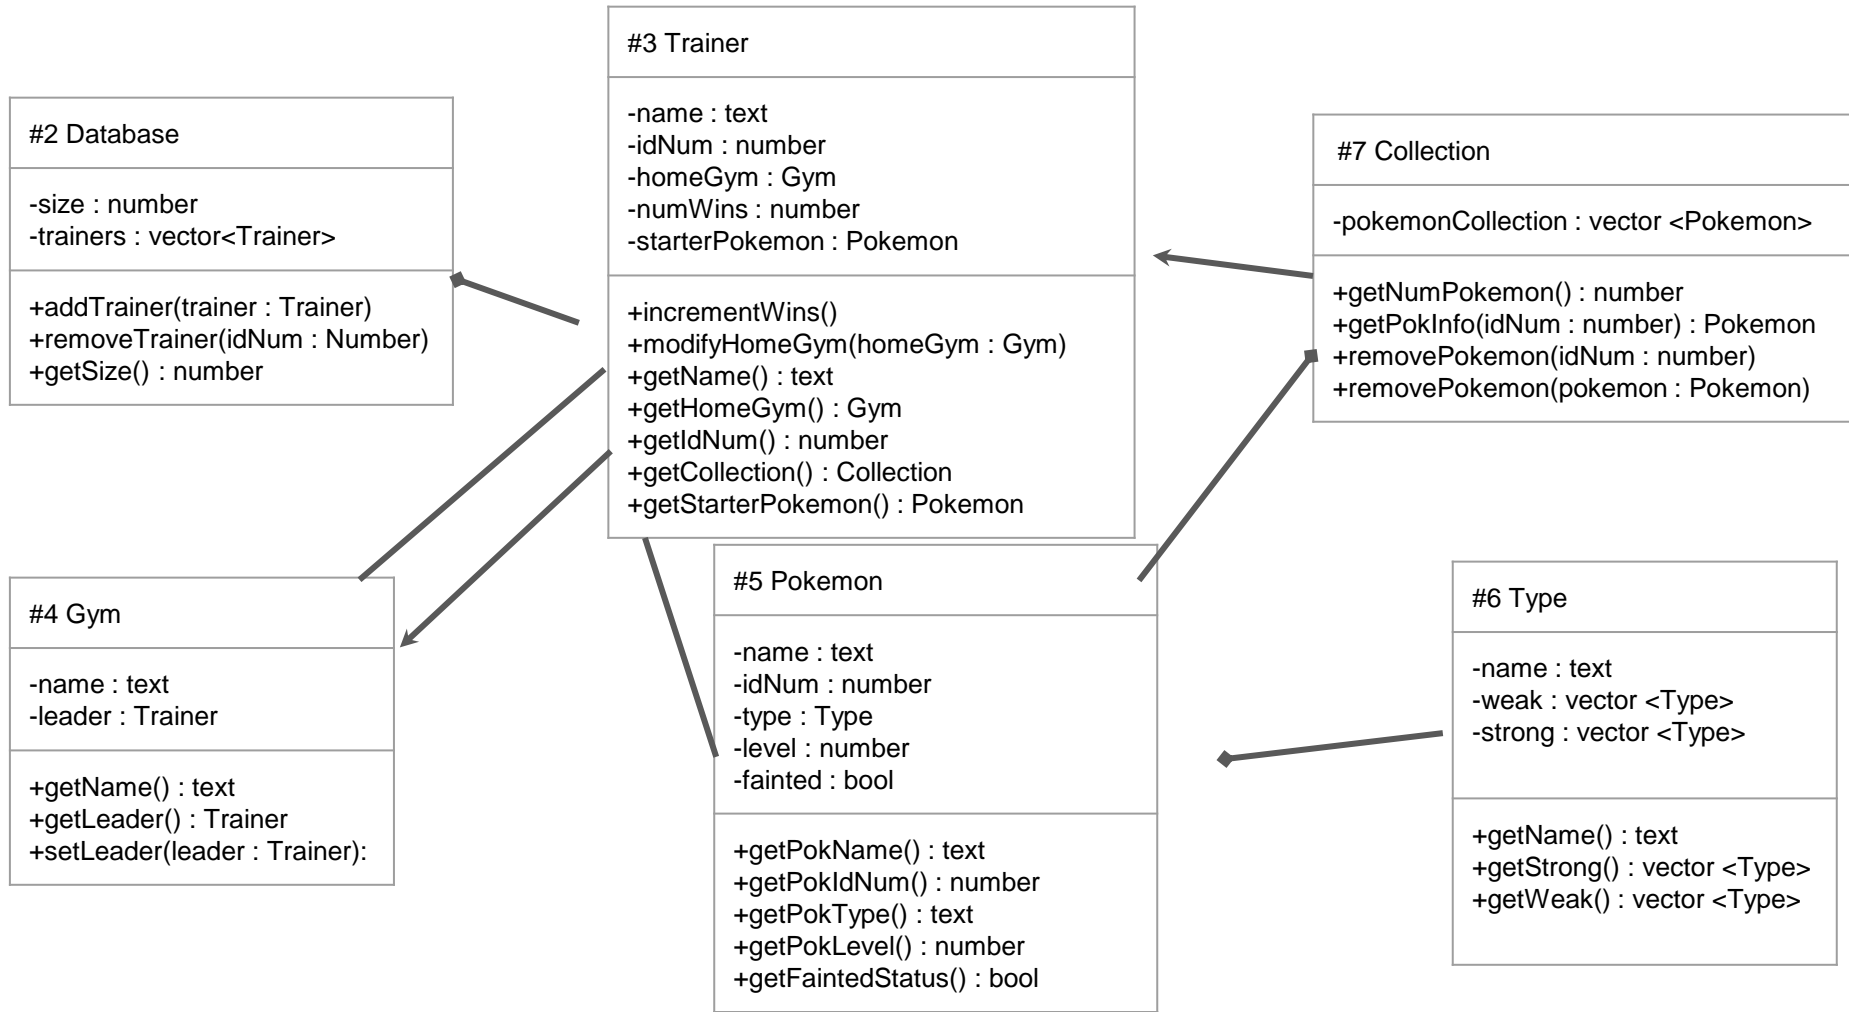 #2 Database
-size : number
-trainers : vector<Trainer>
+addTrainer(trainer : Trainer)
+removeTrainer(idNum : Number)
+getSize() : number
#3 Trainer
-name : text
-idNum : number
-homeGym : Gym
-numWins : number
-starterPokemon : Pokemon
+incrementWins()
+modifyHomeGym(homeGym : Gym)
+getName() : text
+getHomeGym() : Gym
+getIdNum() : number
+getCollection() : Collection
+getStarterPokemon() : Pokemon
#7 Collection
-pokemonCollection : vector <Pokemon>
+getNumPokemon() : number
+getPokInfo(idNum : number) : Pokemon
+removePokemon(idNum : number)
+removePokemon(pokemon : Pokemon)
#4 Gym
-name : text
-leader : Trainer
+getName() : text
+getLeader() : Trainer
+setLeader(leader : Trainer):
#5 Pokemon
-name : text
-idNum : number
-type : Type
-level : number
-fainted : bool
+getPokName() : text
+getPokIdNum() : number
+getPokType() : text
+getPokLevel() : number
+getFaintedStatus() : bool
#6 Type
-name : text
-weak : vector <Type>
-strong : vector <Type>
+getName() : text
+getStrong() : vector <Type>
+getWeak() : vector <Type>